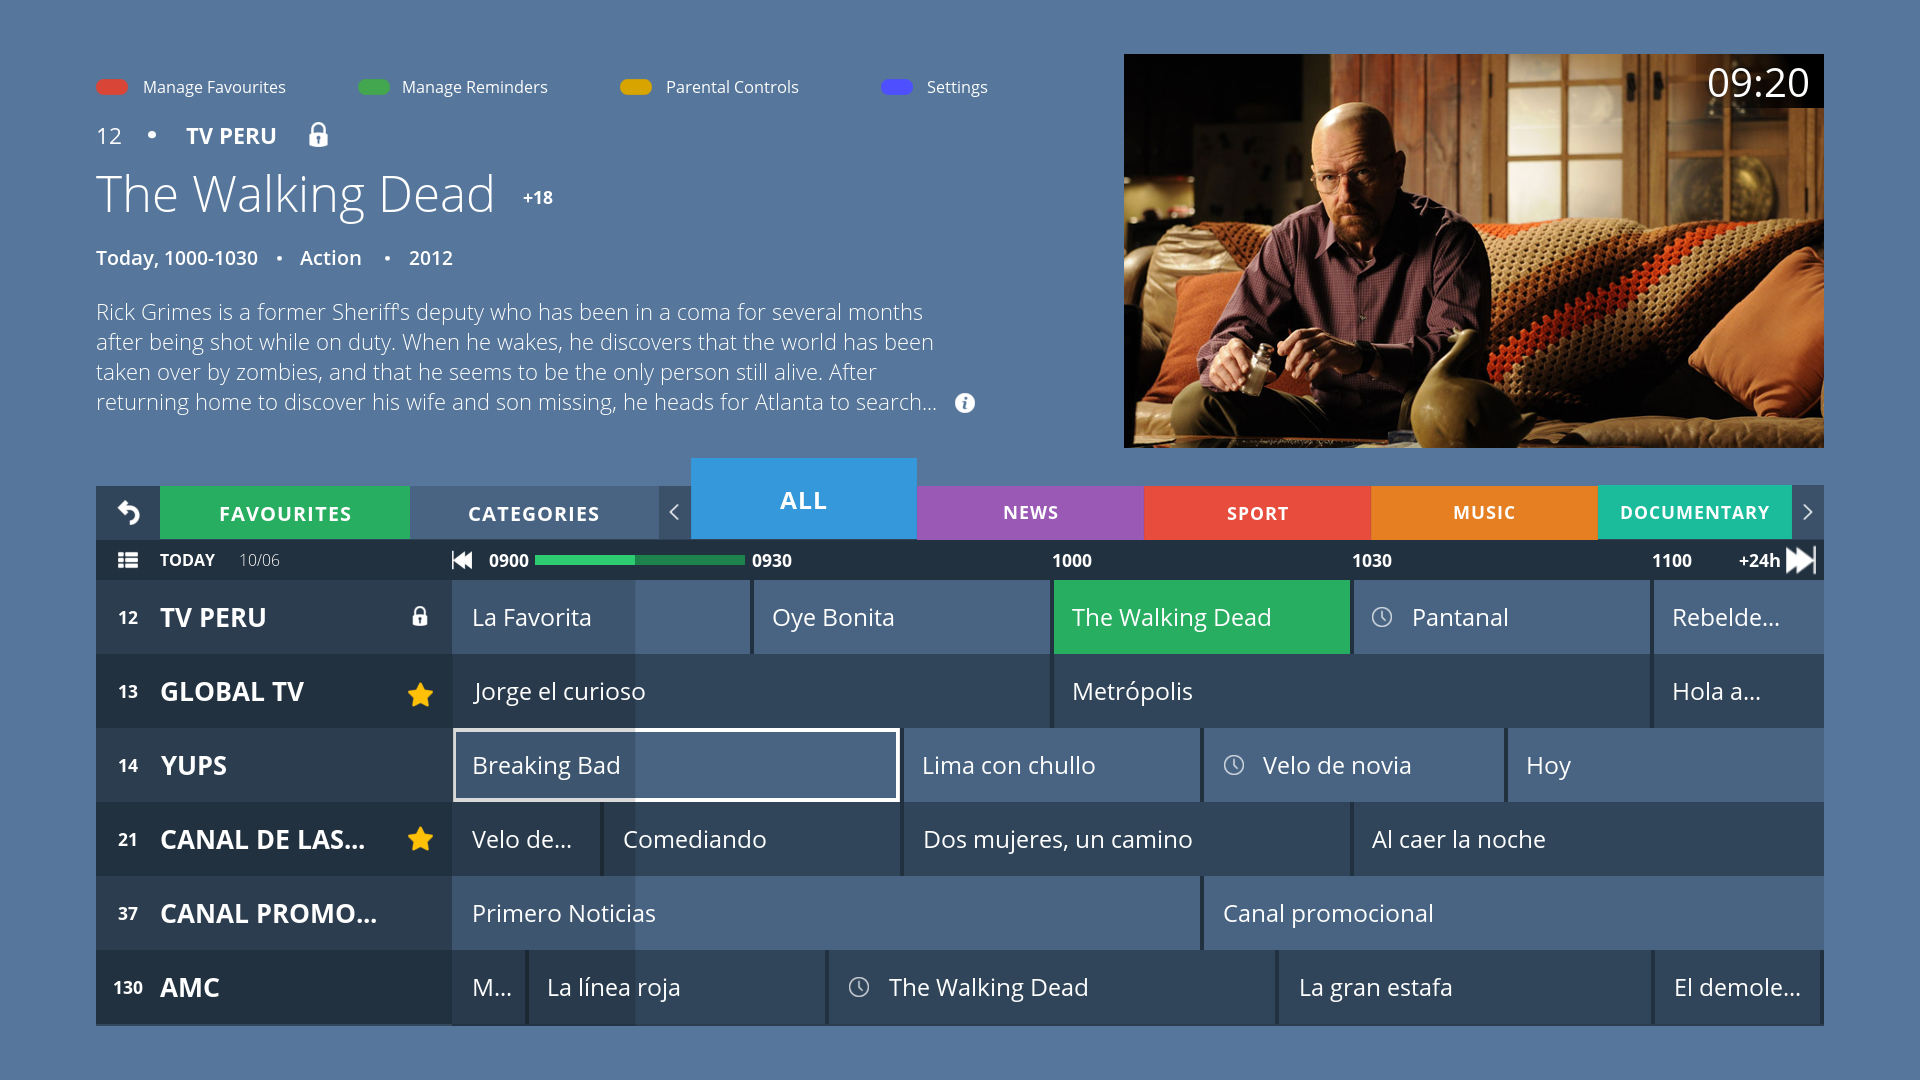 Manage Favourites Manage Reminders Parental Controls Settings
09:20
12 • TV PERU
The Walking Dead +18
Today, 1000-1030 • Action • 2012
Rick Grimes is a former Sheriff's deputy who has been in a coma for several months
after being shot while on duty. When he wakes, he discovers that the world has been
taken over by zombies, and that he seems to be the only person still alive. After
returning home to discover his wife and son missing, he heads for Atlanta to search...
FAVOURITES CATEGORIES < ALL NEWS SPORT MUSIC DOCUMENTARY >
TODAY 10/06 0900 0930 1000 1030 1100 +24h
12 TV PERU La Favorita Oye Bonita The Walking Dead Pantanal Rebelde...
13 GLOBAL TV Jorge el curioso Metrópolis Hola a...
14 YUPS Breaking Bad Lima con chullo Velo de novia Hoy
21 CANAL DE LAS... Velo de... Comediando Dos mujeres, un camino Al caer la noche
37 CANAL PROMO... Primero Noticias Canal promocional
130 AMC M... La línea roja The Walking Dead La gran estafa El demole...